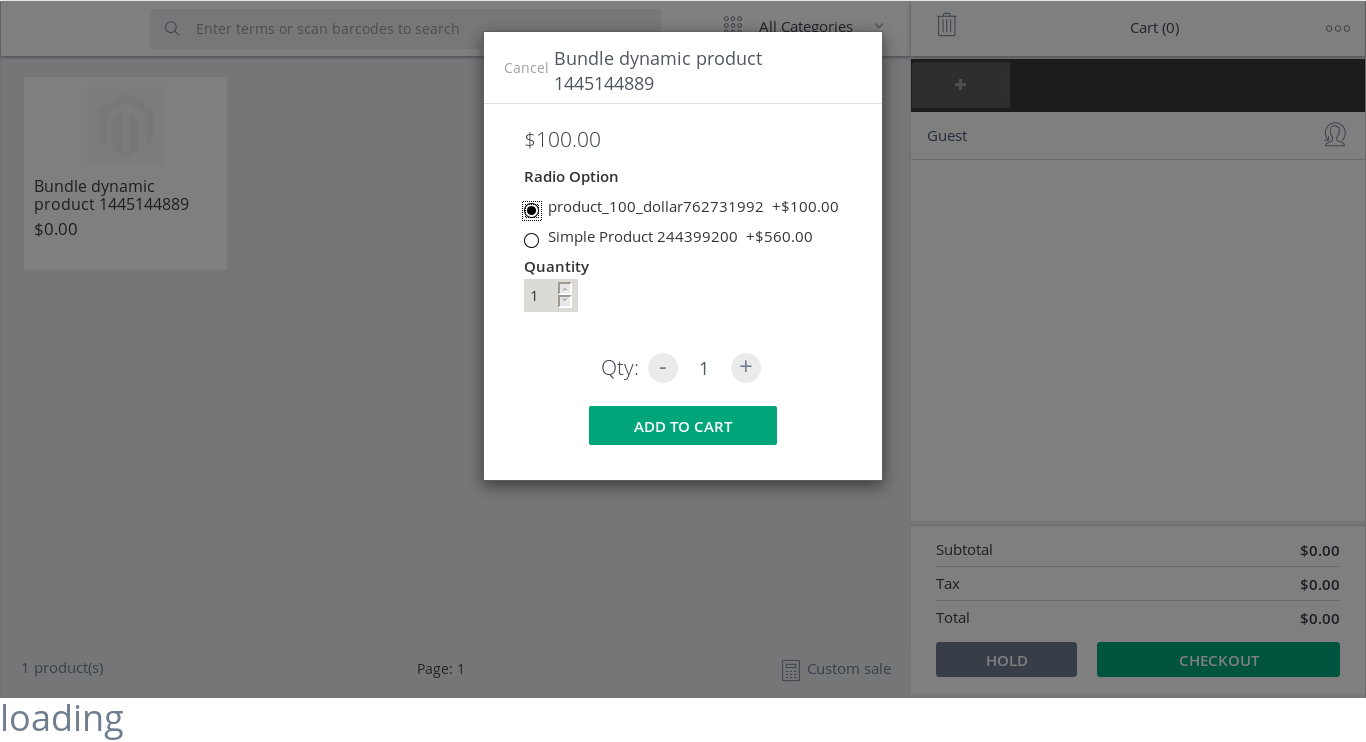 Enter terms or scan barcodes to search
All Categories
Cart (0)
Bundle dynamic
product 1445144889
$0.00
Cancel
Bundle dynamic product
1445144889
$100.00
Radio Option
product_100_dollar762731992 +$100.00
Simple Product 244399200 +$560.00
Quantity
1
Qty: - 1 +
ADD TO CART
+
Guest
Subtotal $0.00
Tax $0.00
Total $0.00
HOLD
CHECKOUT
1 product(s)
Page: 1
Custom sale
loading